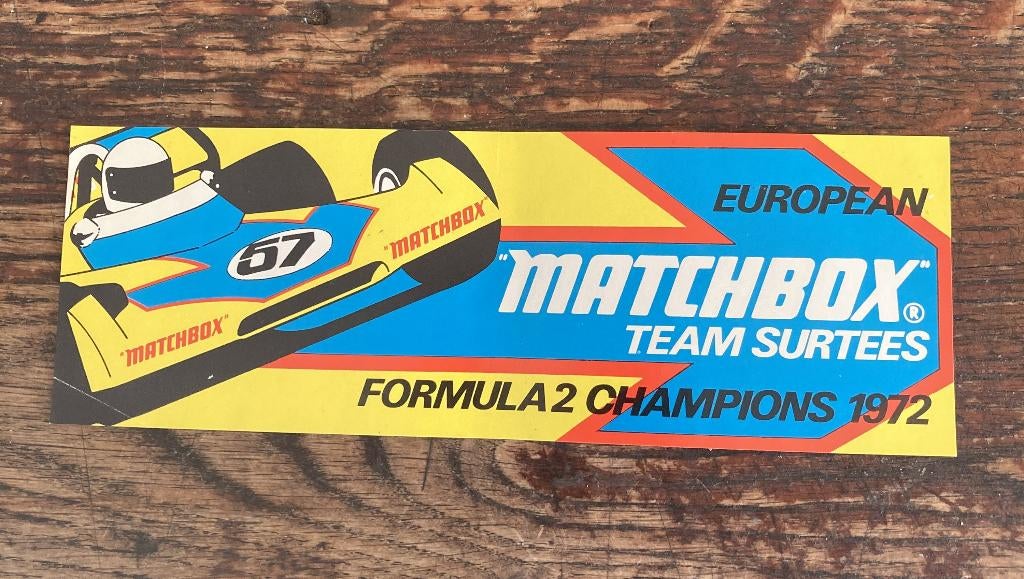 57
"MATCHBOX"
"MATCHBOX"
EUROPEAN
"MATCHBOX"®
TEAM SURTEES
FORMULA 2 CHAMPIONS 1972